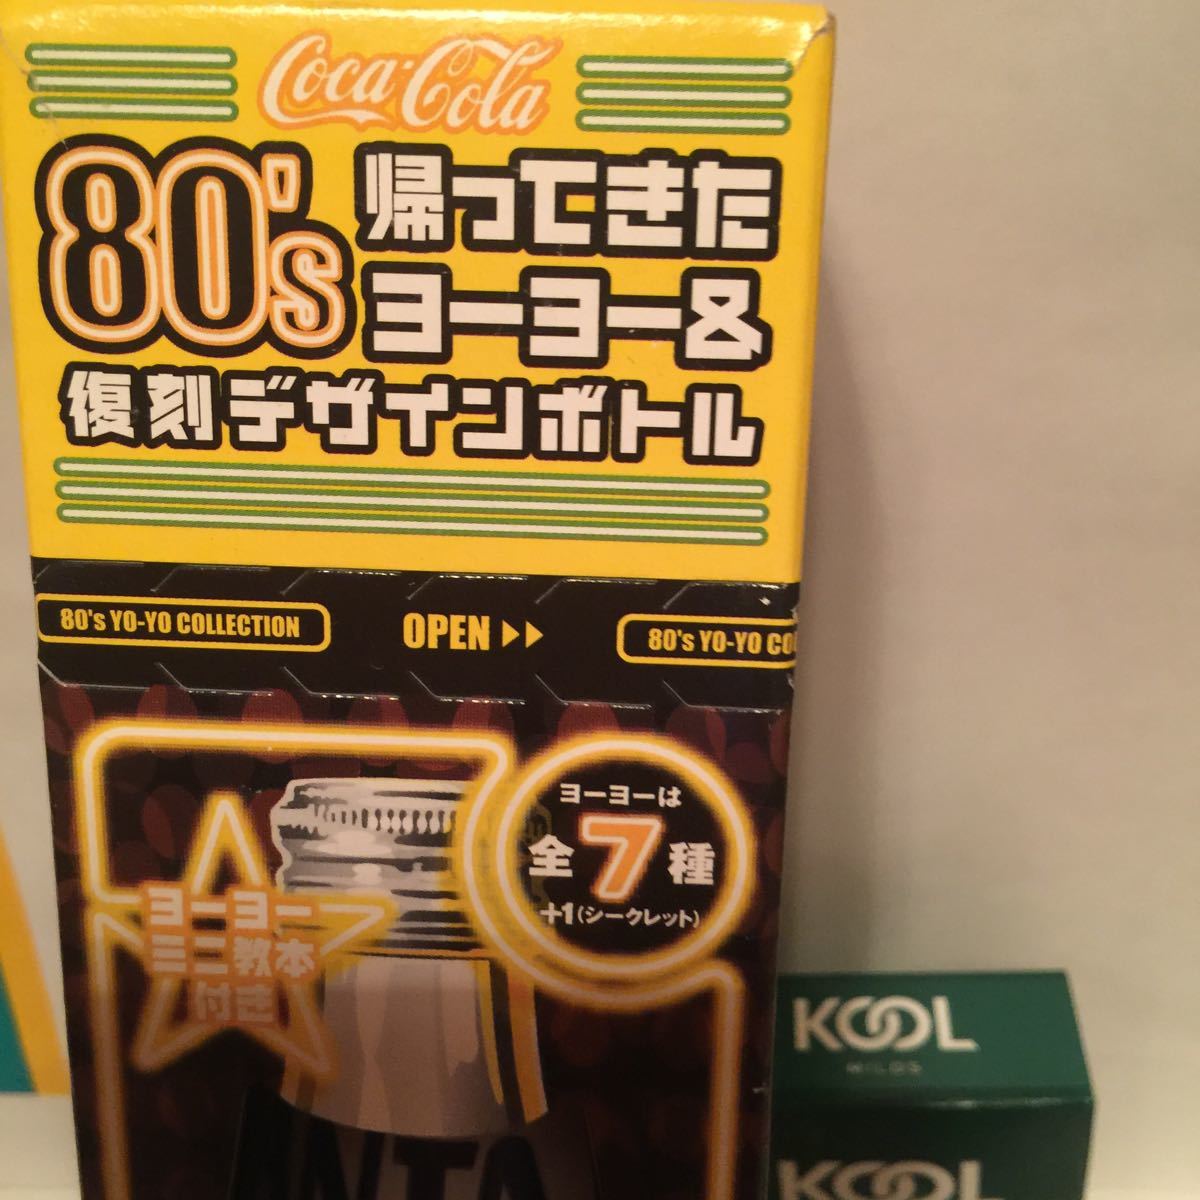 Coca-Cola
80's 帰ってきた
ヨーヨー&
復刻デザインボトル
80's YO-YO COLLECTION
OPEN
80's YO-YO CO
ヨーヨーは
全7種
+1(シークレット)
ヨーヨー
ミニ教本
付き
KOOL
MILDS
KOOL